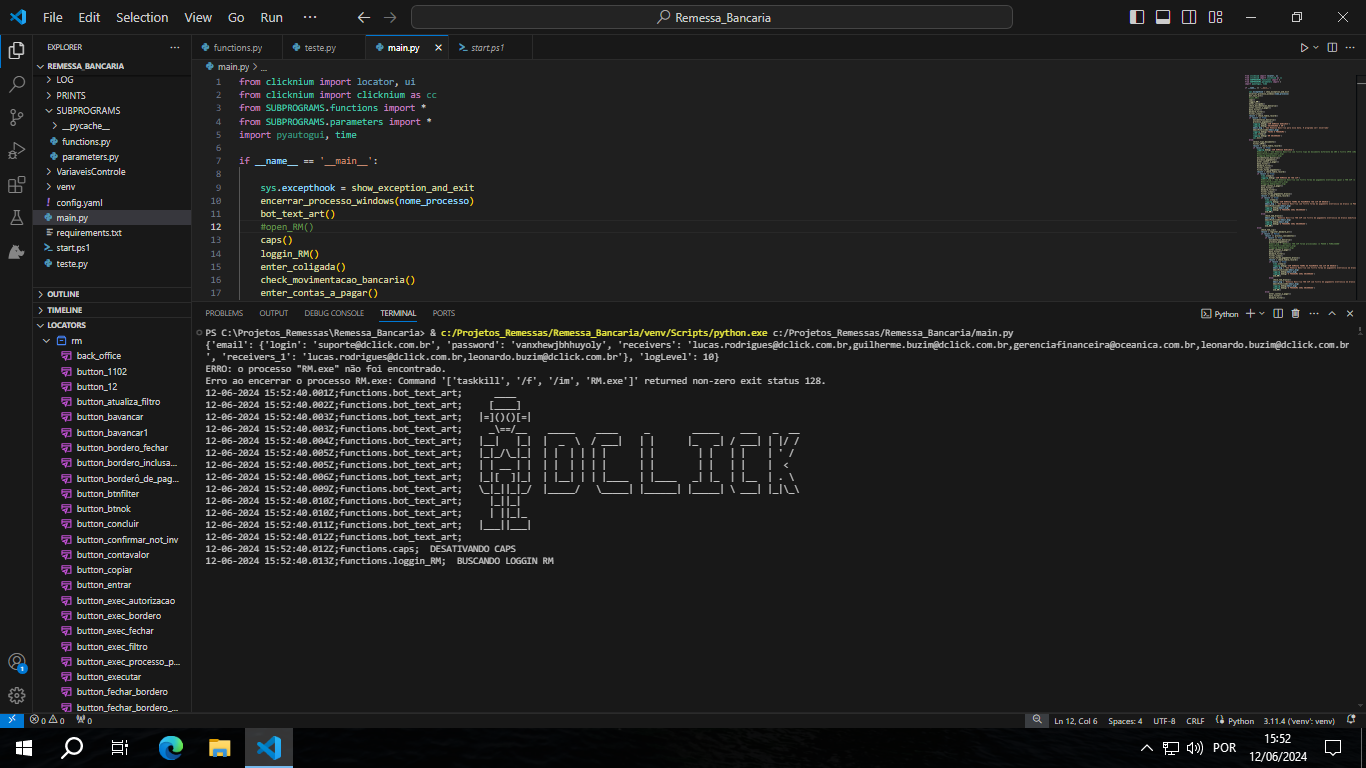 File Edit Selection View Go Run ··· Remessa_Bancaria
EXPLORER
REMESSA_BANCARIA
LOG
PRINTS
SUBPROGRAMS
__pycache__
functions.py
parameters.py
VariaveisControle
venv
config.yaml
main.py
requirements.txt
start.ps1
teste.py
OUTLINE
TIMELINE
LOCATORS
rm
back_office
button_1102
button_12
button_atualiza_filtro
button_bavancar
button_bavancar1
button_bordero_fechar
button_bordero_inclusa...
button_borderô_de_pag...
button_btnfilter
button_btnok
button_concluir
button_confirmar_not_inv
button_contavalor
button_copiar
button_entrar
button_exec_autorizacao
button_exec_bordero
button_exec_fechar
button_exec_filtro
button_exec_processo_p...
button_executar
button_fechar_bordero
button_fechar_bordero_...
functions.py teste.py main.py start.ps1
main.py > ...
1 from clicknium import locator, ui
2 from clicknium import clicknium as cc
3 from SUBPROGRAMS.functions import *
4 from SUBPROGRAMS.parameters import *
5 import pyautogui, time
6
7 if __name__ == '__main__':
8
9 sys.excepthook = show_exception_and_exit
10 encerrar_processo_windows(nome_processo)
11 bot_text_art()
12 #open_RM()
13 caps()
14 loggin_RM()
15 enter_coligada()
16 check_movimentacao_bancaria()
17 enter_contas_a_pagar()
PROBLEMS OUTPUT DEBUG CONSOLE TERMINAL PORTS Python
PS C:\Projetos_Remessas\Remessa_Bancaria> & c:/Projetos_Remessas/Remessa_Bancaria/venv/Scripts/python.exe c:/Projetos_Remessas/Remessa_Bancaria/main.py
{'email': {'login': 'suporte@dclick.com.br', 'password': 'vanxhewjbhhuyoly', 'receivers': 'lucas.rodrigues@dclick.com.br,guilherme.buzim@dclick.com.br,gerenciafinanceira@oceanica.com.br,leonardo.buzim@dclick.com.br
', 'receivers_1': 'lucas.rodrigues@dclick.com.br,leonardo.buzim@dclick.com.br'}, 'logLevel': 10}
ERRO: o processo "RM.exe" não foi encontrado.
Erro ao encerrar o processo RM.exe: Command '['taskkill', '/f', '/im', 'RM.exe']' returned non-zero exit status 128.
12-06-2024 15:52:40.001Z;functions.bot_text_art;
12-06-2024 15:52:40.002Z;functions.bot_text_art;
12-06-2024 15:52:40.003Z;functions.bot_text_art;
12-06-2024 15:52:40.003Z;functions.bot_text_art;
12-06-2024 15:52:40.004Z;functions.bot_text_art;
12-06-2024 15:52:40.005Z;functions.bot_text_art;
12-06-2024 15:52:40.005Z;functions.bot_text_art;
12-06-2024 15:52:40.006Z;functions.bot_text_art;
12-06-2024 15:52:40.009Z;functions.bot_text_art;
12-06-2024 15:52:40.010Z;functions.bot_text_art;
12-06-2024 15:52:40.010Z;functions.bot_text_art;
12-06-2024 15:52:40.011Z;functions.bot_text_art;
12-06-2024 15:52:40.012Z;functions.bot_text_art;
12-06-2024 15:52:40.012Z;functions.caps; DESATIVANDO CAPS
12-06-2024 15:52:40.013Z;functions.loggin_RM; BUSCANDO LOGGIN RM
DCLICK
1
0 0 0 Ln 12, Col 6 Spaces: 4 UTF-8 CRLF Python 3.11.4 ('venv': venv)
POR 15:52
12/06/2024